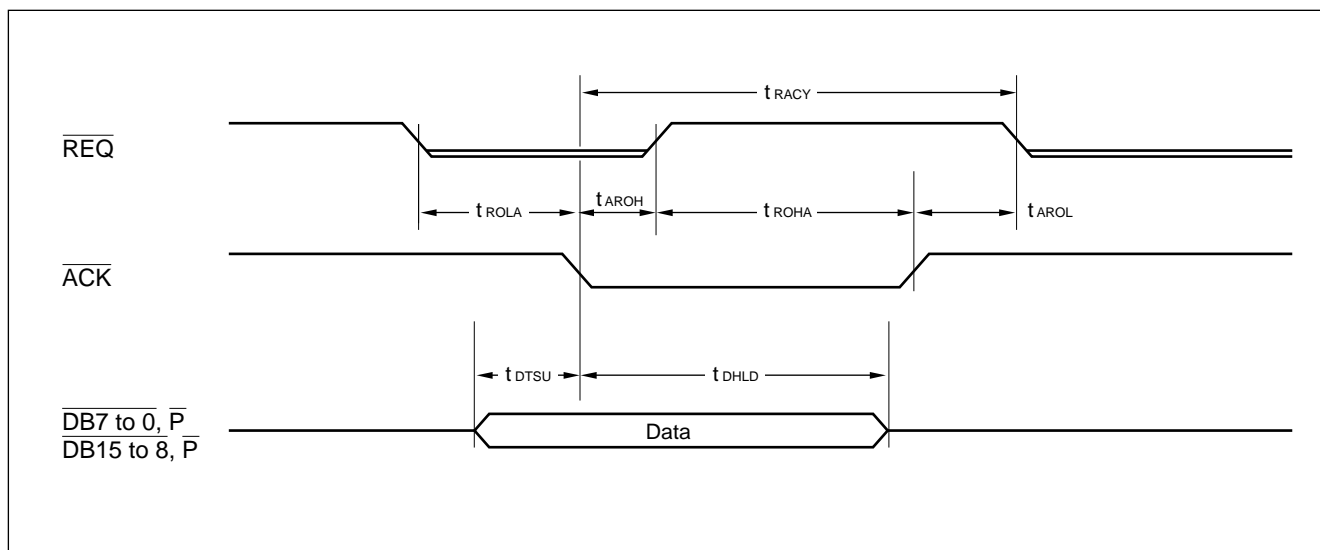 t RACY
REQ
t ROLA
t AROH
t ROHA
t AROL
ACK
t DTSU
t DHLD
DB7 to 0, P
DB15 to 8, P
Data